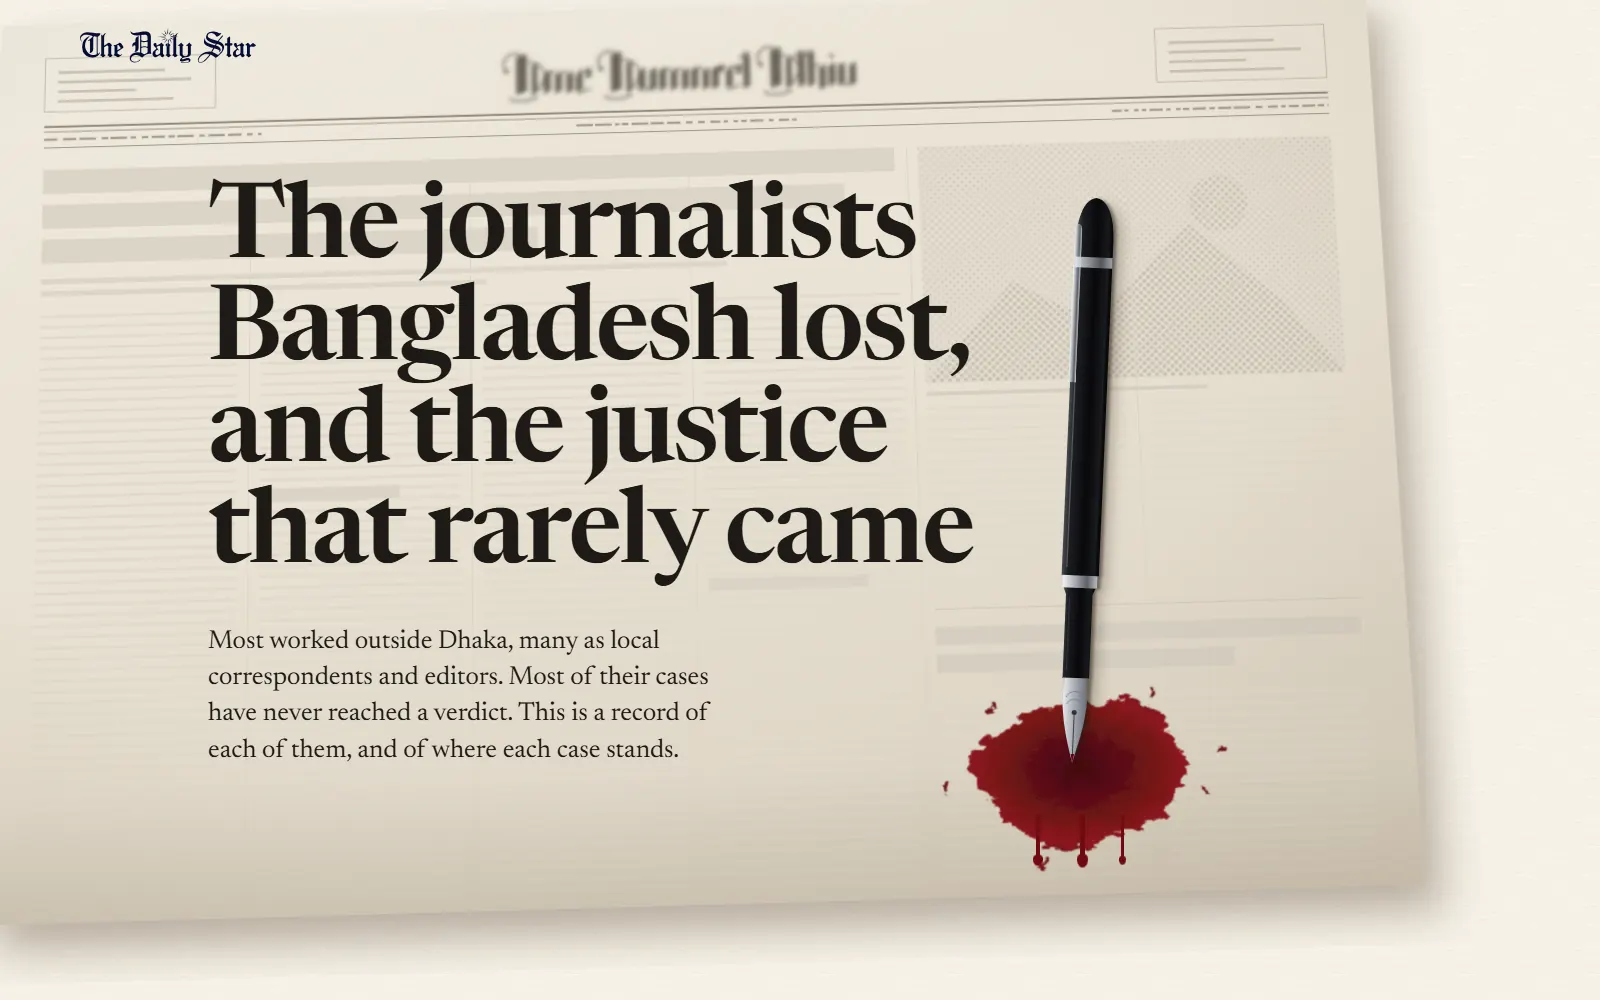 The Daily Star
The journalists
Bangladesh lost,
and the justice
that rarely came
Most worked outside Dhaka, many as local
correspondents and editors. Most of their cases
have never reached a verdict. This is a record of
each of them, and of where each case stands.